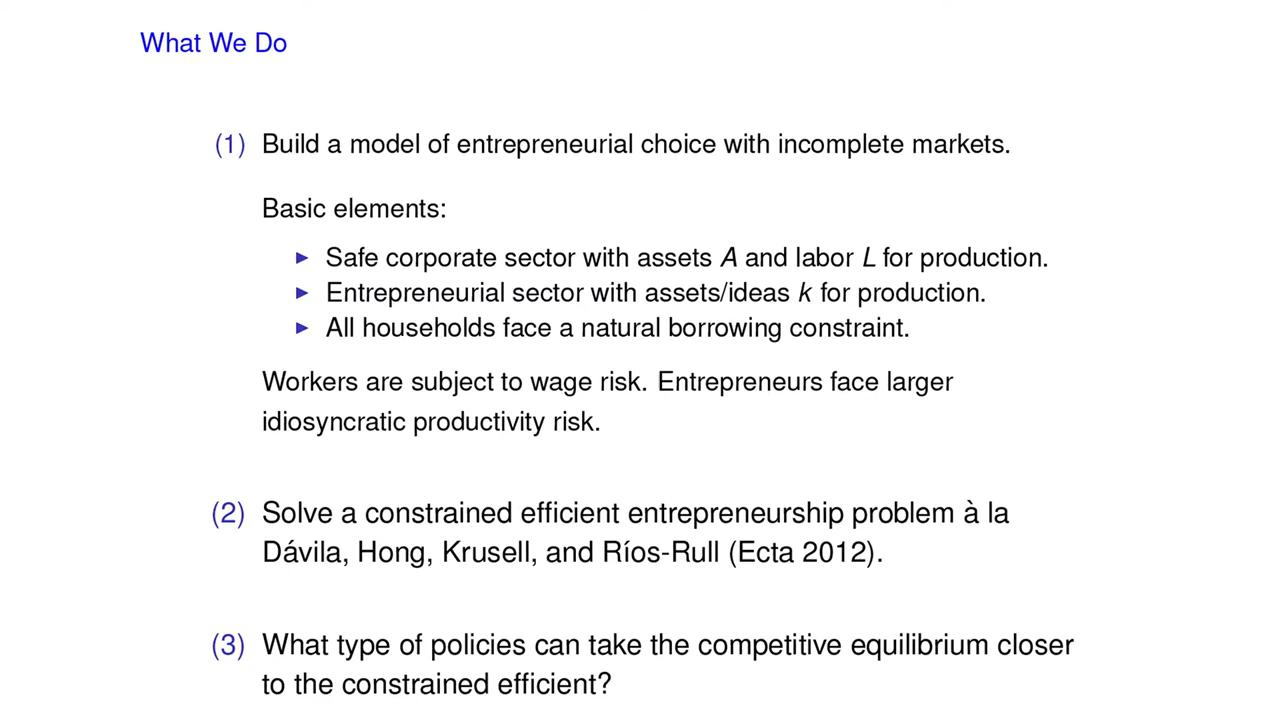 What We Do
(1) Build a model of entrepreneurial choice with incomplete markets.
Basic elements:
▶ Safe corporate sector with assets A and labor L for production.
▶ Entrepreneurial sector with assets/ideas k for production.
▶ All households face a natural borrowing constraint.
Workers are subject to wage risk. Entrepreneurs face larger
idiosyncratic productivity risk.
(2) Solve a constrained efficient entrepreneurship problem à la
Dávila, Hong, Krusell, and Ríos-Rull (Ecta 2012).
(3) What type of policies can take the competitive equilibrium closer
to the constrained efficient?